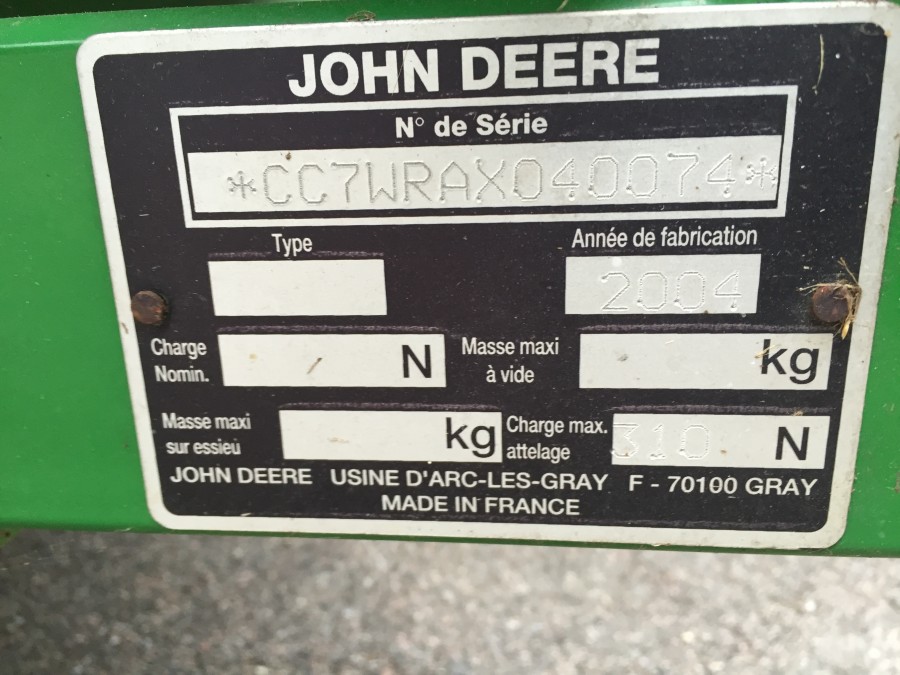 JOHN DEERE
N° de Série
*CC7WRAX040074*
Type
Année de fabrication
2004
Charge Nomin.
N
Masse maxi à vide
kg
Masse maxi sur essieu
kg
Charge max. attelage
310 N
JOHN DEERE USINE D'ARC-LES-GRAY F - 70100 GRAY
MADE IN FRANCE